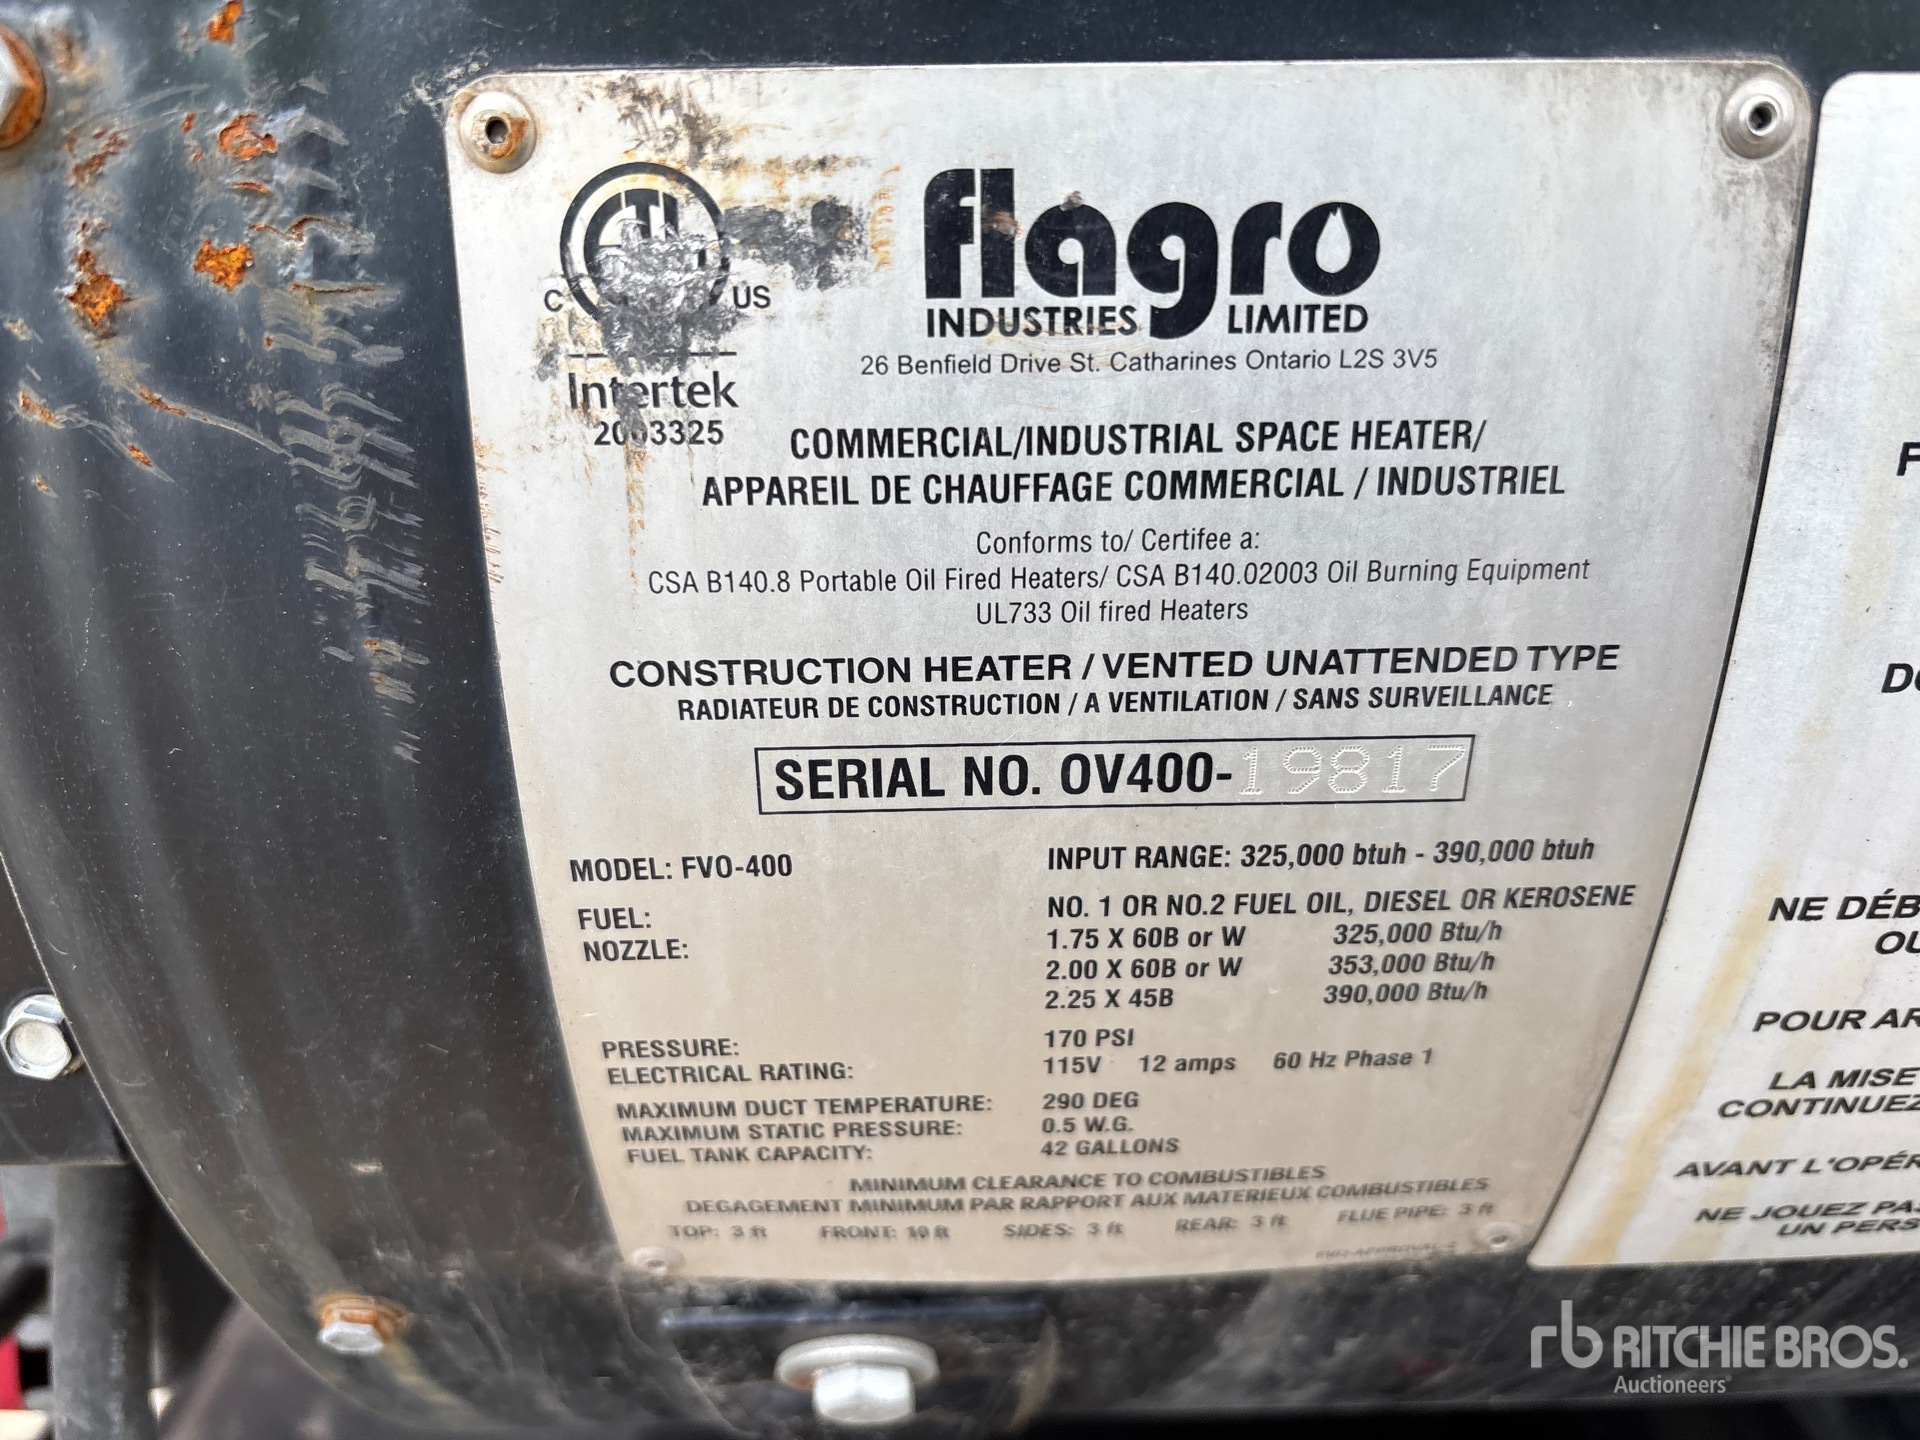 ETL
C US
Intertek
2003325
flagro
INDUSTRIES LIMITED
26 Benfield Drive St. Catharines Ontario L2S 3V5
COMMERCIAL/INDUSTRIAL SPACE HEATER/
APPAREIL DE CHAUFFAGE COMMERCIAL / INDUSTRIEL
Conforms to/ Certifee a:
CSA B140.8 Portable Oil Fired Heaters/ CSA B140.02003 Oil Burning Equipment
UL733 Oil fired Heaters
CONSTRUCTION HEATER / VENTED UNATTENDED TYPE
RADIATEUR DE CONSTRUCTION / A VENTILATION / SANS SURVEILLANCE
SERIAL NO. OV400-19817
MODEL: FVO-400 INPUT RANGE: 325,000 btuh - 390,000 btuh
FUEL: NO. 1 OR NO.2 FUEL OIL, DIESEL OR KEROSENE
NOZZLE: 1.75 X 60B or W 325,000 Btu/h
2.00 X 60B or W 353,000 Btu/h
2.25 X 45B 390,000 Btu/h
PRESSURE: 170 PSI
ELECTRICAL RATING: 115V 12 amps 60 Hz Phase 1
MAXIMUM DUCT TEMPERATURE: 290 DEG
MAXIMUM STATIC PRESSURE: 0.5 W.G.
FUEL TANK CAPACITY: 42 GALLONS
MINIMUM CLEARANCE TO COMBUSTIBLES
DEGAGEMENT MINIMUM PAR RAPPORT AUX MATERIEUX COMBUSTIBLES
TOP: 3 ft FRONT: 10 ft SIDES: 3 ft REAR: 3 ft FLUE PIPE: 3 ft
F
DO
NE DÉB
OU
POUR AR
LA MISE
CONTINUEZ
AVANT L'OPÉR
NE JOUEZ PAS
UN PERS
rb RITCHIE BROS.
Auctioneers